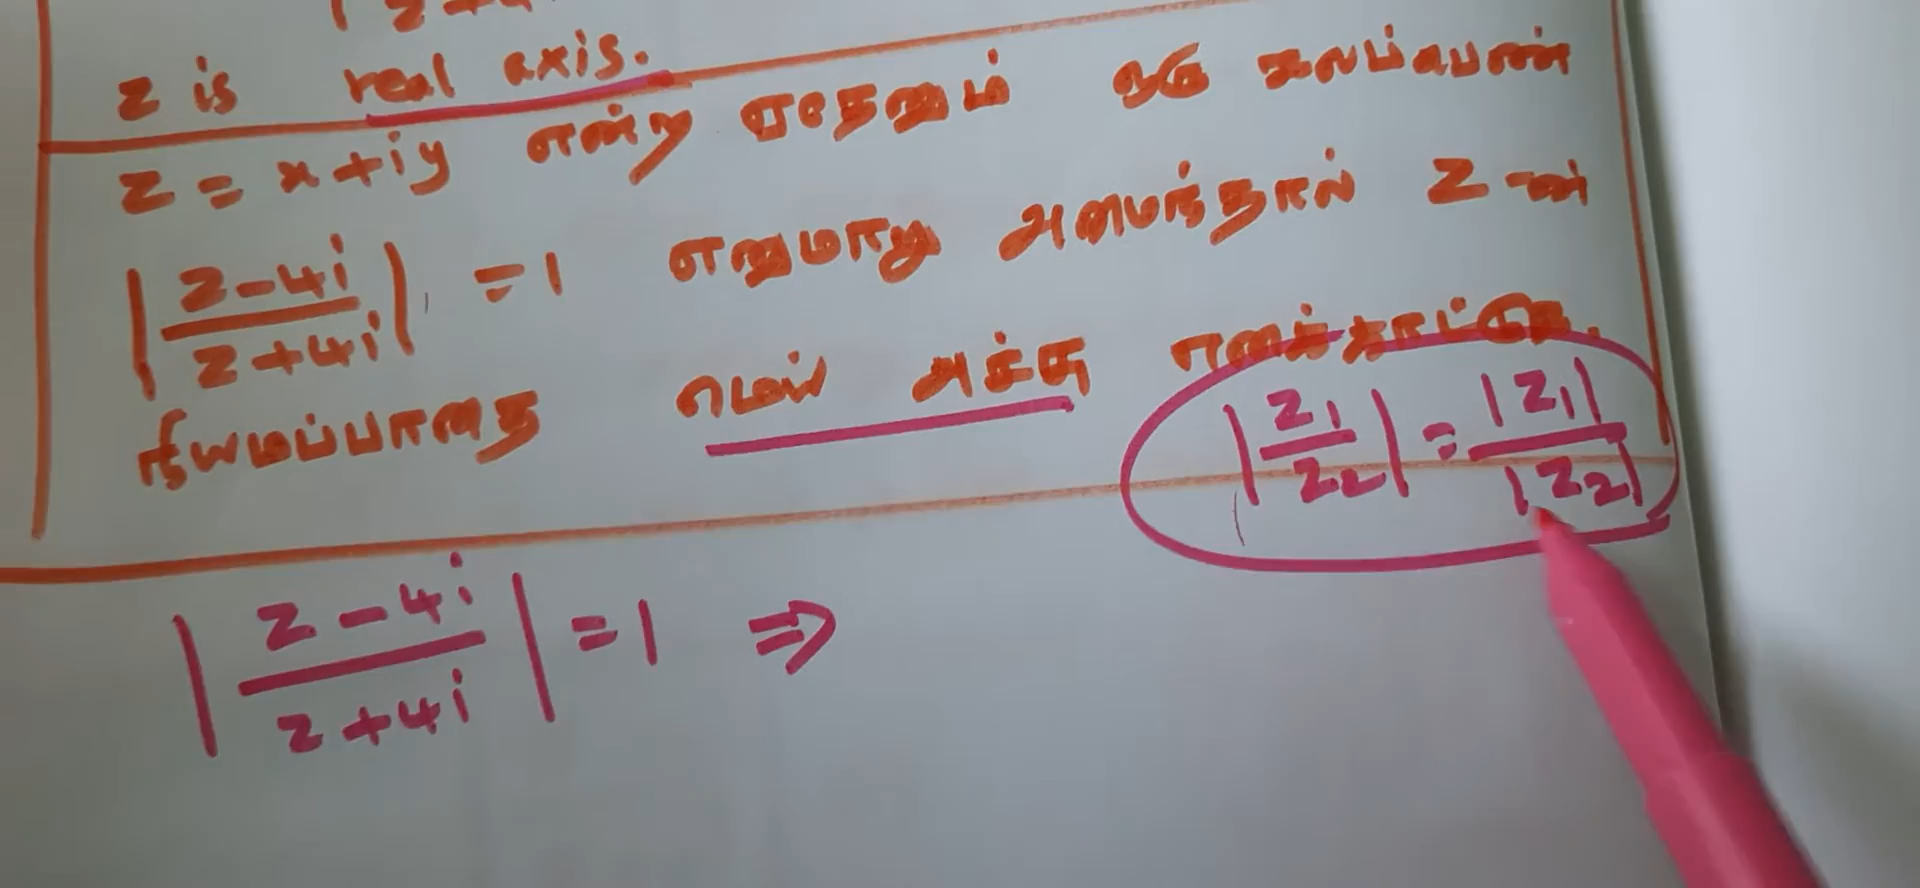 z is real axis.
z = x+iy என்ற ஏதேனும் ஒரு கலப்பெண்
|z-4i/z+4i| = 1 எனுமாறு அமைந்தால் z-ன்
நியமப்பாதை மெய் அச்சு எனக்காட்டுக.
|z₁/z₂| = |z₁|/|z₂|
|z-4i/z+4i| = 1 ⇒